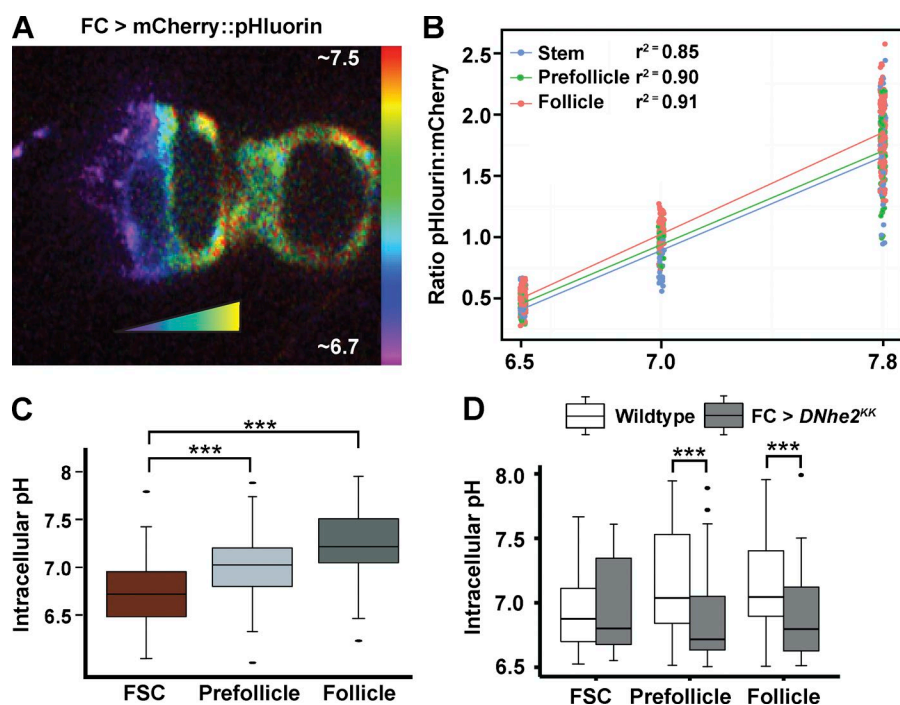 A
FC > mCherry::pHluorin
~7.5
~6.7
B
Ratio pHlourin:mCherry
2.5
2.0
1.5
1.0
0.5
Stem r² = 0.85
Prefollicle r² = 0.90
Follicle r² = 0.91
6.5 7.0 7.8
C
Intracellular pH
8
7.5
7.0
6.5
***
***
FSC Prefollicle Follicle
D
Wildtype FC > DNhe2ᴷᴷ
Intracellular pH
8.0
7.5
7.0
6.5
*** ***
FSC Prefollicle Follicle